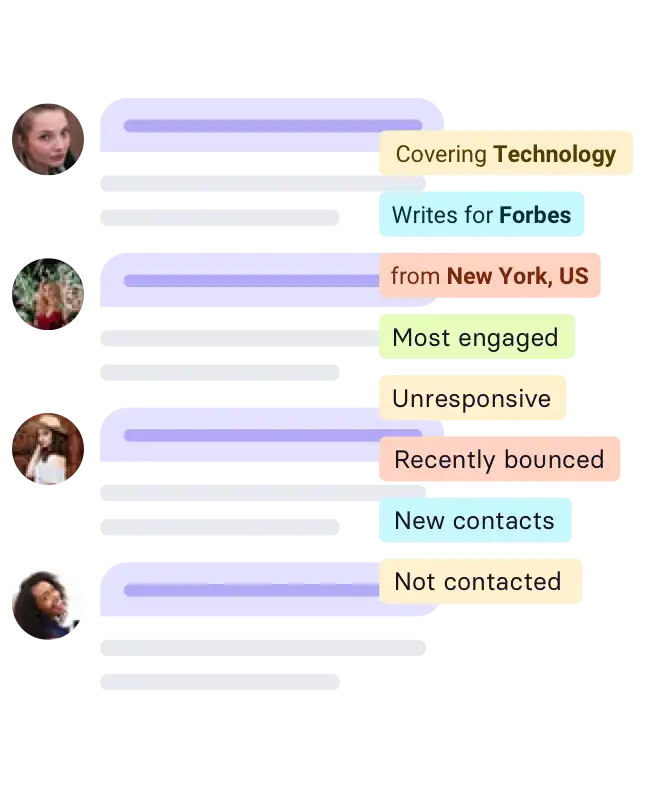 Covering Technology
Writes for Forbes
from New York, US
Most engaged
Unresponsive
Recently bounced
New contacts
Not contacted